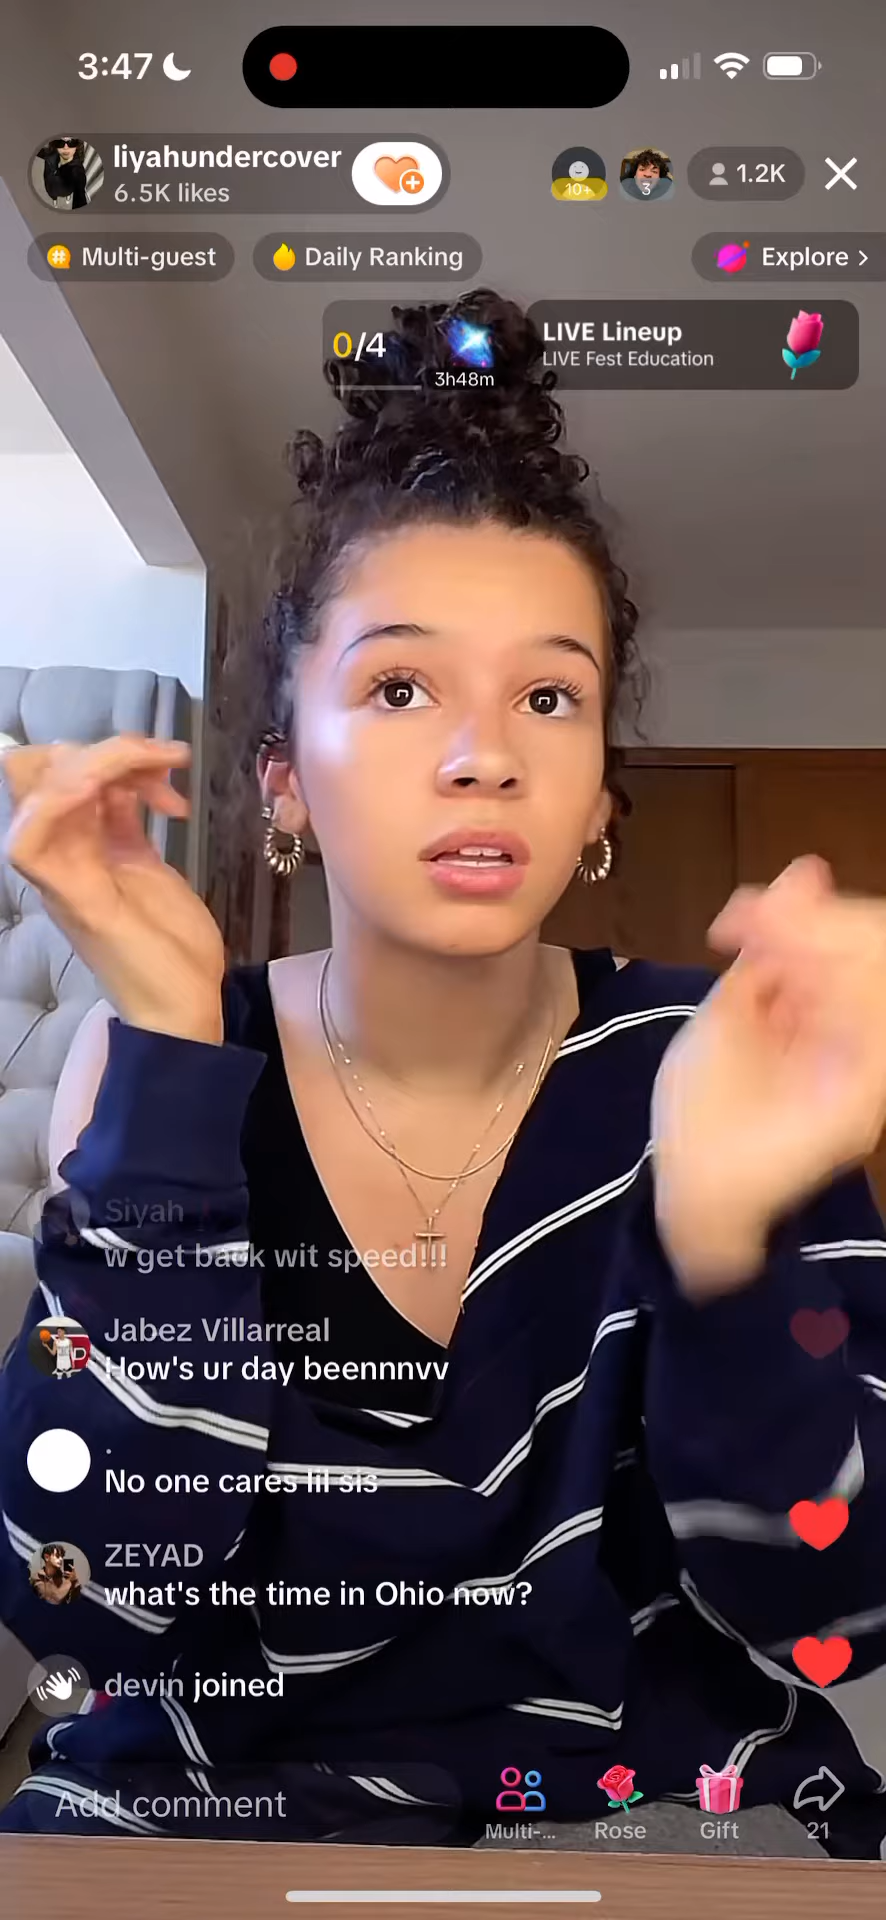 3:47
liyahundercover
6.5K likes
10+
3
1.2K
Multi-guest
Daily Ranking
Explore >
0/4
3h48m
LIVE Lineup
LIVE Fest Education
Siyah
w get back wit speed!!!
Jabez Villarreal
How's ur day beennnvv
.
No one cares lil sis
ZEYAD
what's the time in Ohio now?
devin joined
Add comment
Multi-...
Rose
Gift
21